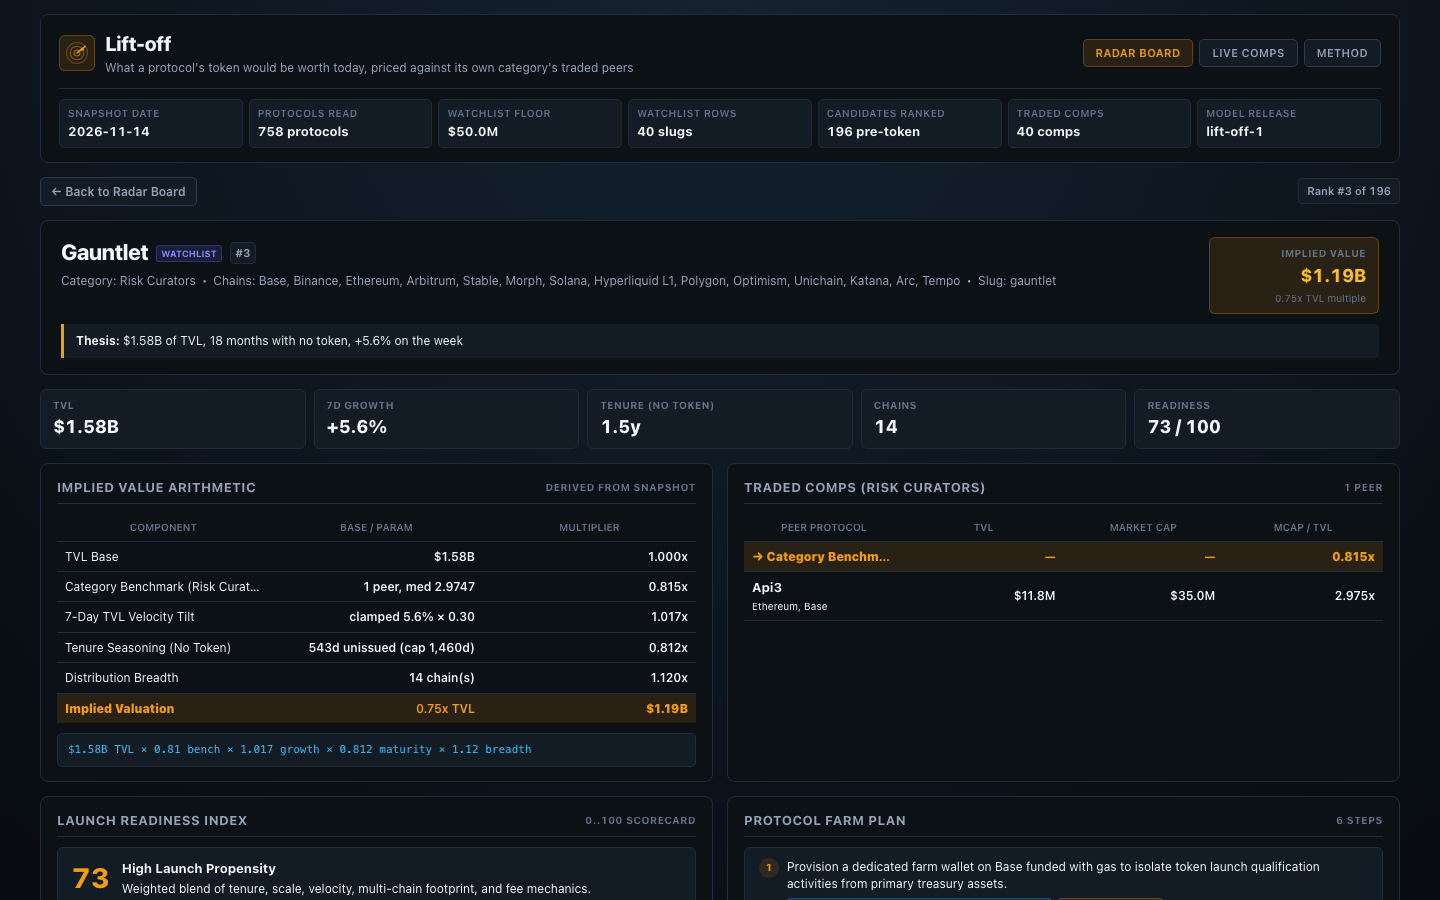 Lift-off
What a protocol's token would be worth today, priced against its own category's traded peers
RADAR BOARD
LIVE COMPS
METHOD
SNAPSHOT DATE
2026-11-14
PROTOCOLS READ
758 protocols
WATCHLIST FLOOR
$50.0M
WATCHLIST ROWS
40 slugs
CANDIDATES RANKED
196 pre-token
TRADED COMPS
40 comps
MODEL RELEASE
lift-off-1
← Back to Radar Board
Rank #3 of 196
Gauntlet WATCHLIST #3
Category: Risk Curators • Chains: Base, Binance, Ethereum, Arbitrum, Stable, Morph, Solana, Hyperliquid L1, Polygon, Optimism, Unichain, Katana, Arc, Tempo • Slug: gauntlet
IMPLIED VALUE
$1.19B
0.75x TVL multiple
Thesis: $1.58B of TVL, 18 months with no token, +5.6% on the week
TVL
$1.58B
7D GROWTH
+5.6%
TENURE (NO TOKEN)
1.5y
CHAINS
14
READINESS
73 / 100
IMPLIED VALUE ARITHMETIC DERIVED FROM SNAPSHOT
COMPONENT BASE / PARAM MULTIPLIER
TVL Base $1.58B 1.000x
Category Benchmark (Risk Curat... 1 peer, med 2.9747 0.815x
7-Day TVL Velocity Tilt clamped 5.6% × 0.30 1.017x
Tenure Seasoning (No Token) 543d unissued (cap 1,460d) 0.812x
Distribution Breadth 14 chain(s) 1.120x
Implied Valuation 0.75x TVL $1.19B
$1.58B TVL × 0.81 bench × 1.017 growth × 0.812 maturity × 1.12 breadth
TRADED COMPS (RISK CURATORS) 1 PEER
PEER PROTOCOL TVL MARKET CAP MCAP / TVL
→ Category Benchm... — — 0.815x
Api3 $11.8M $35.0M 2.975x
Ethereum, Base
LAUNCH READINESS INDEX 0..100 SCORECARD
73
High Launch Propensity
Weighted blend of tenure, scale, velocity, multi-chain footprint, and fee mechanics.
PROTOCOL FARM PLAN 6 STEPS
1 Provision a dedicated farm wallet on Base funded with gas to isolate token launch qualification
activities from primary treasury assets.